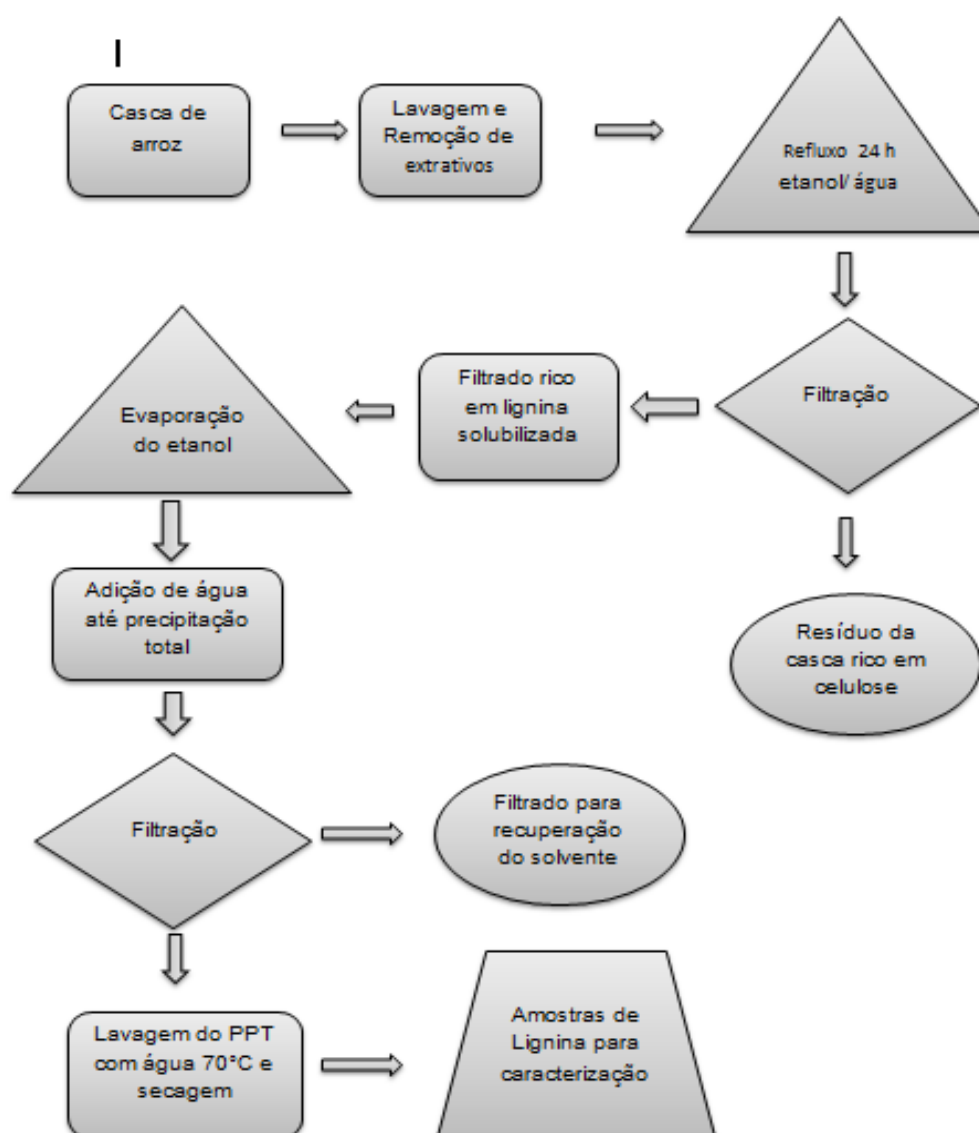 I
Casca de
arroz
Lavagem e
Remoção de
extrativos
Refluxo 24 h
etanol/ água
Filtração
Filtrado rico
em lignina
solubilizada
Evaporação
do etanol
Resíduo da
casca rico em
celulose
Adição de água
até precipitação
total
Filtração
Filtrado para
recuperação
do solvente
Lavagem do PPT
com água 70°C e
secagem
Amostras de
Lignina para
caracterização